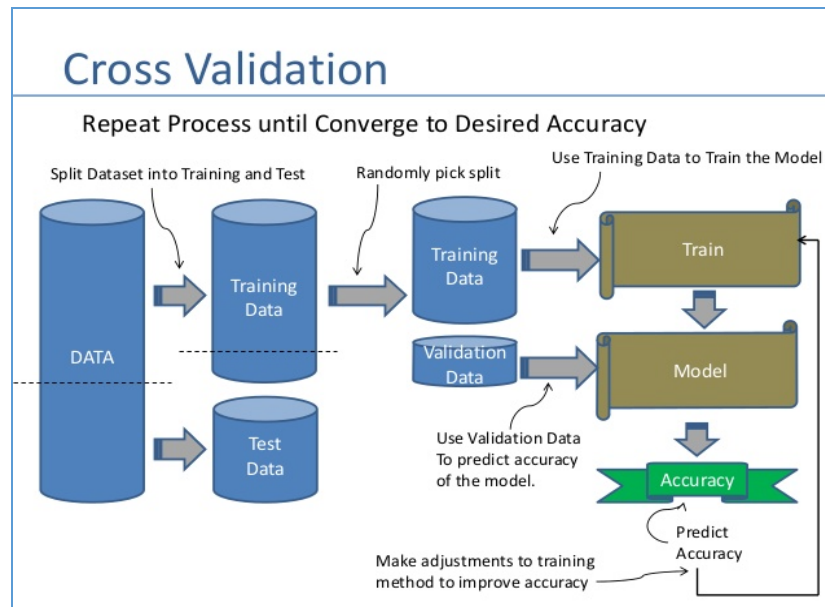 Cross Validation
Repeat Process until Converge to Desired Accuracy
Split Dataset into Training and Test
Randomly pick split
Use Training Data to Train the Model
DATA
Training
Data
Test
Data
Training
Data
Validation
Data
Train
Model
Use Validation Data
To predict accuracy
of the model.
Accuracy
Predict
Accuracy
Make adjustments to training
method to improve accuracy